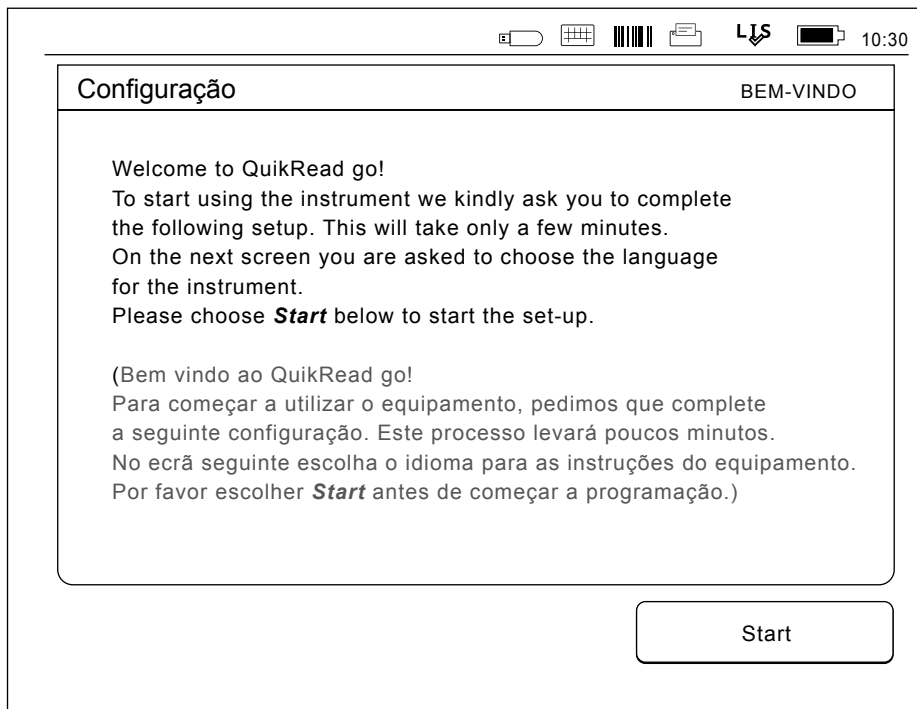 LIS 10:30
Configuração BEM-VINDO
Welcome to QuikRead go!
To start using the instrument we kindly ask you to complete
the following setup. This will take only a few minutes.
On the next screen you are asked to choose the language
for the instrument.
Please choose Start below to start the set-up.
(Bem vindo ao QuikRead go!
Para começar a utilizar o equipamento, pedimos que complete
a seguinte configuração. Este processo levará poucos minutos.
No ecrã seguinte escolha o idioma para as instruções do equipamento.
Por favor escolher Start antes de começar a programação.)
Start